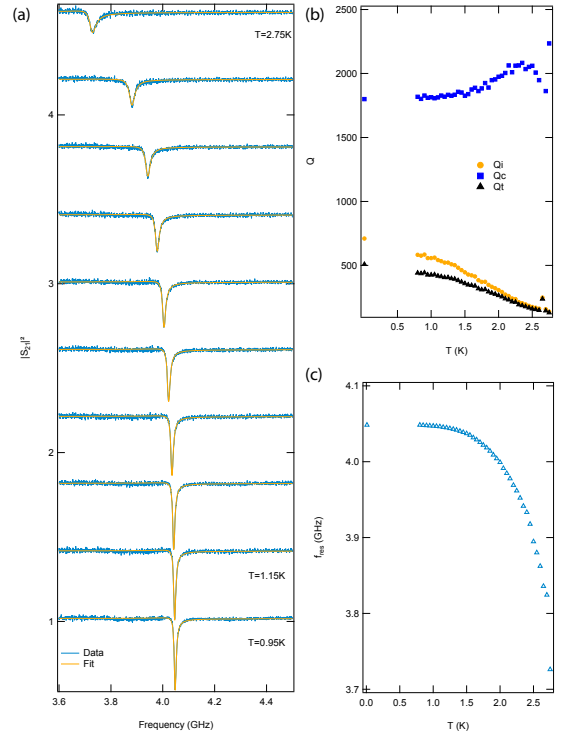 (a)
T=2.75K
4
3
|S₂₁|²
2
T=1.15K
1
T=0.95K
Data
Fit
3.6
3.8
4.0
4.2
4.4
Frequency (GHz)
(b)
2500
2000
1500
Q
1000
500
Qi
Qc
Qt
0.5
1.0
1.5
2.0
2.5
T (K)
(c)
4.1
4.0
fres (GHz)
3.9
3.8
3.7
0.0
0.5
1.0
1.5
2.0
2.5
T (K)